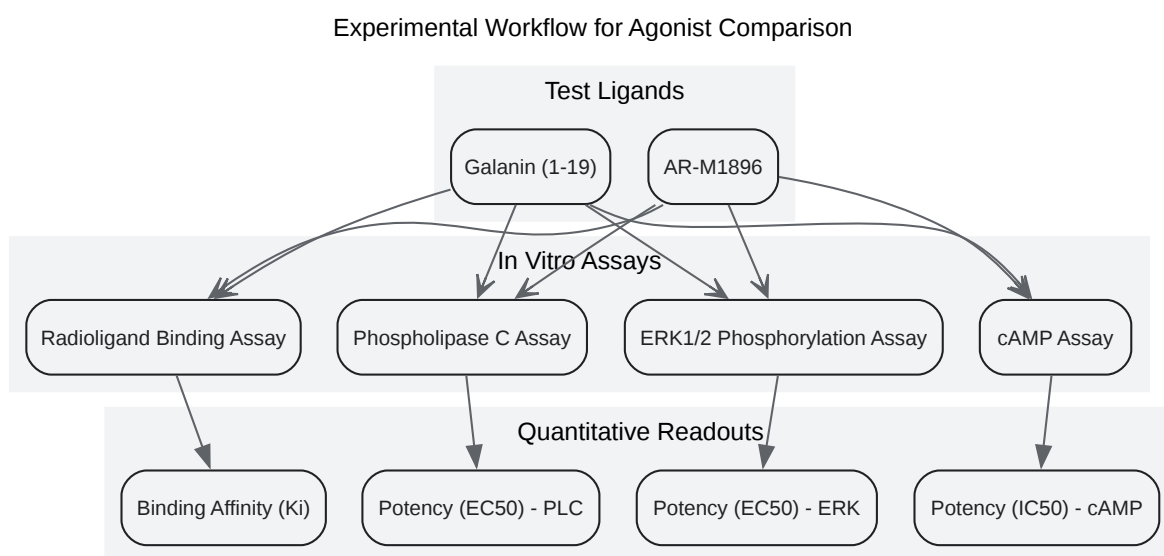 Experimental Workflow for Agonist Comparison
Test Ligands
Galanin (1-19)
AR-M1896
In Vitro Assays
Radioligand Binding Assay
Phospholipase C Assay
ERK1/2 Phosphorylation Assay
cAMP Assay
Quantitative Readouts
Binding Affinity (Ki)
Potency (EC50) - PLC
Potency (EC50) - ERK
Potency (IC50) - cAMP